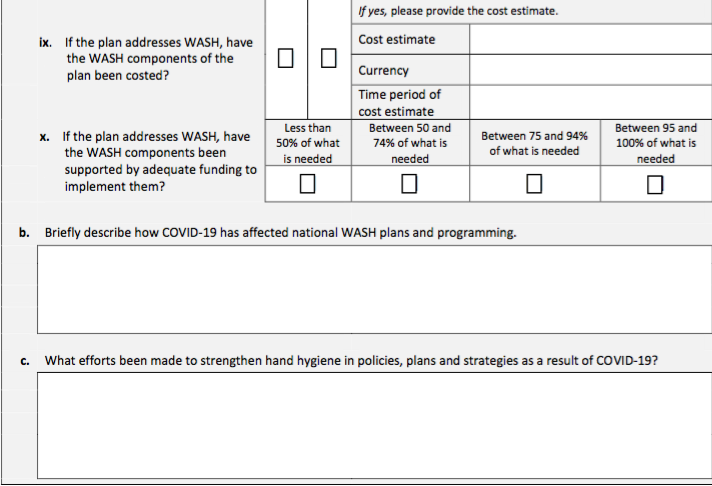 If yes, please provide the cost estimate.
ix. If the plan addresses WASH, have
the WASH components of the
plan been costed?
Cost estimate
Currency
Time period of
cost estimate
x. If the plan addresses WASH, have
the WASH components been
supported by adequate funding to
implement them?
Less than
50% of what
is needed
Between 50 and
74% of what is
needed
Between 75 and 94%
of what is needed
Between 95 and
100% of what is
needed
b. Briefly describe how COVID-19 has affected national WASH plans and programming.
c. What efforts been made to strengthen hand hygiene in policies, plans and strategies as a result of COVID-19?